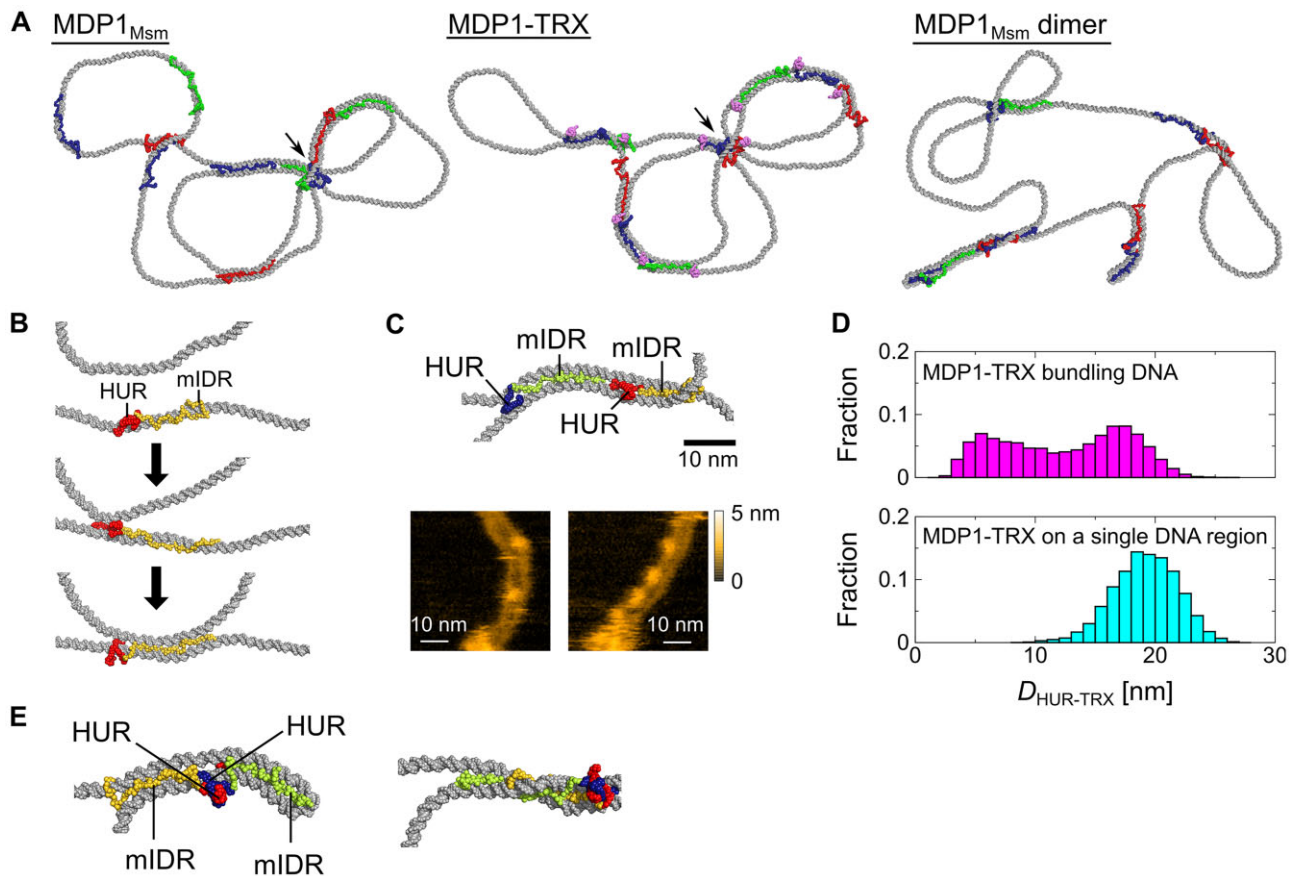 A
MDP1Msm
MDP1-TRX
MDP1Msm dimer
B
HUR
mIDR
C
HUR
mIDR
mIDR
HUR
10 nm
5 nm
0
10 nm
10 nm
D
0.2
MDP1-TRX bundling DNA
Fraction
0.1
0
0.2
MDP1-TRX on a single DNA region
Fraction
0.1
0
0 10 20 30
DHUR-TRX [nm]
E
HUR
HUR
mIDR
mIDR